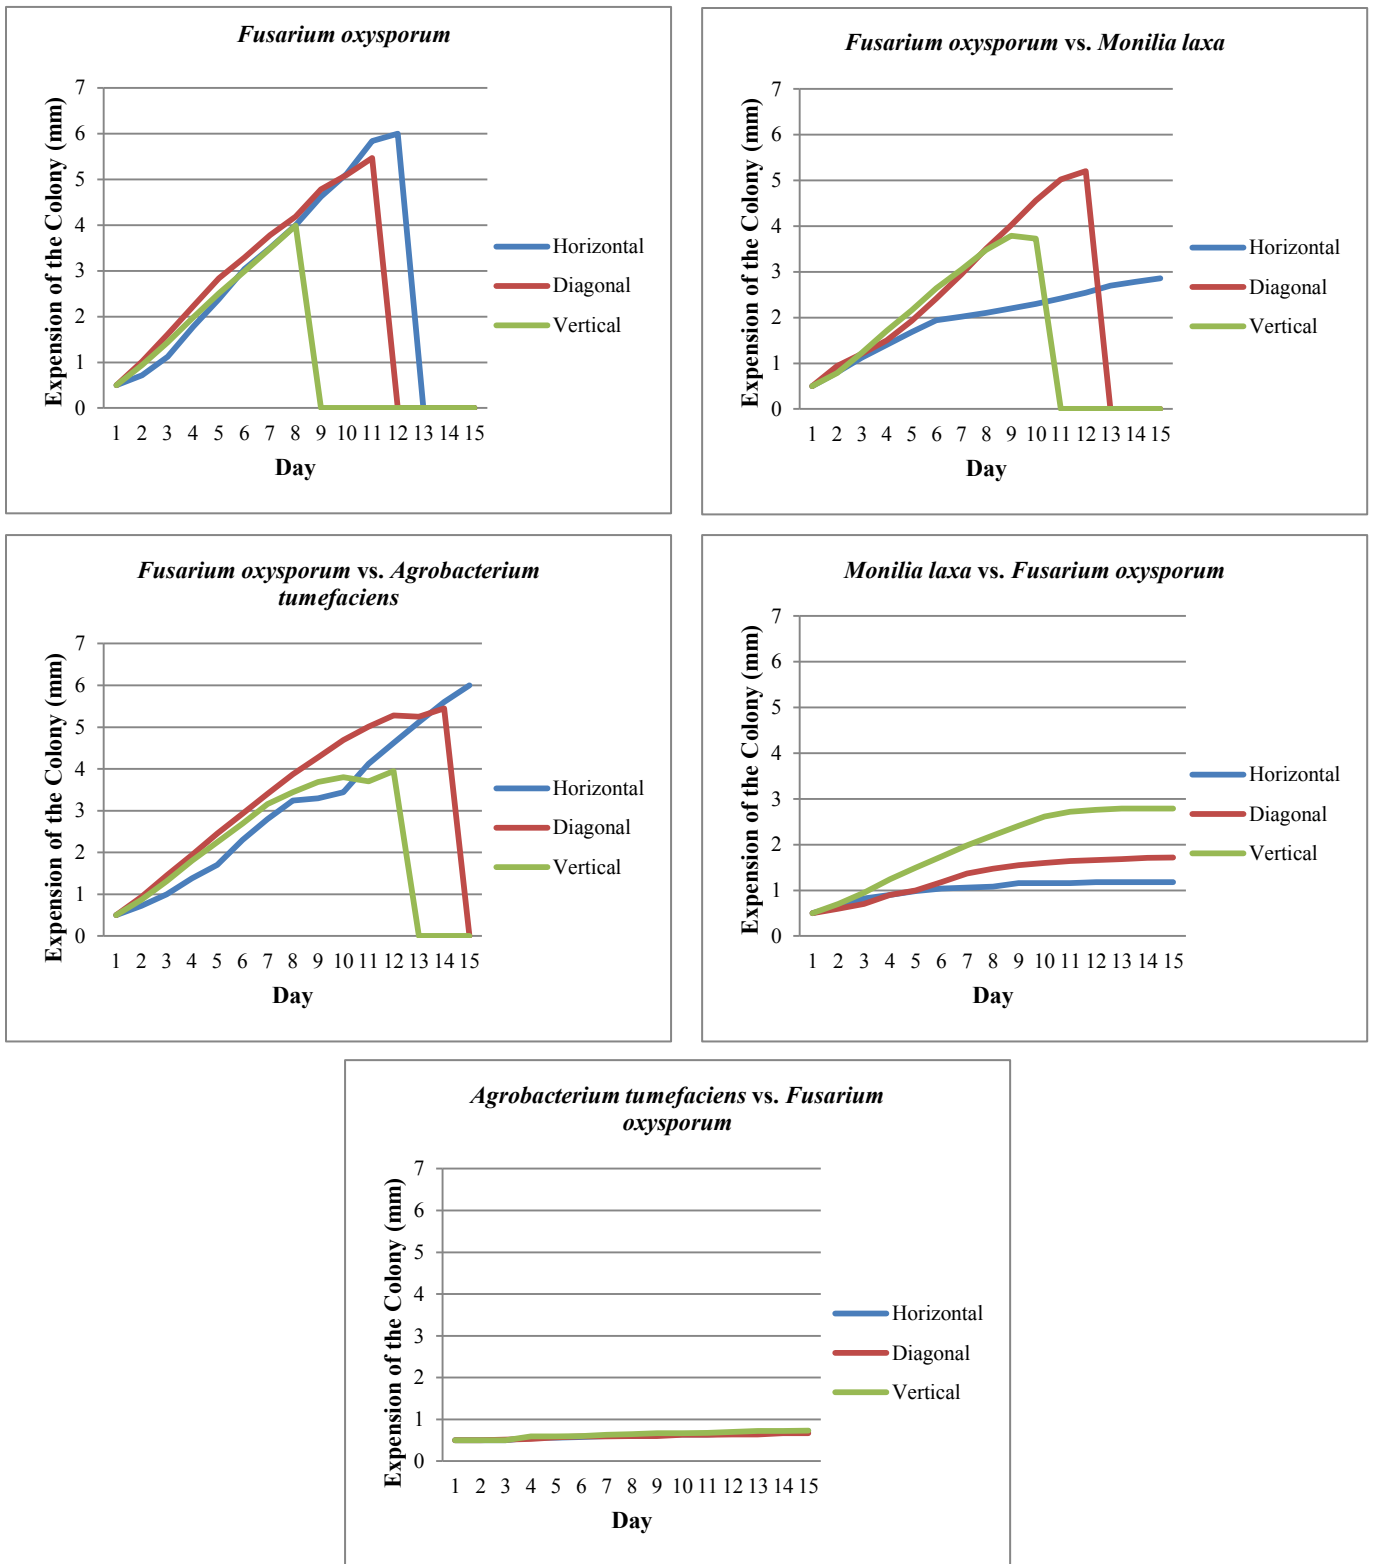 Fusarium oxysporum
Expension of the Colony (mm)
7
6
5
4
3
2
1
0
1 2 3 4 5 6 7 8 9 10 11 12 13 14 15
Day
Horizontal
Diagonal
Vertical
Fusarium oxysporum vs. Monilia laxa
Expension of the Colony (mm)
7
6
5
4
3
2
1
0
1 2 3 4 5 6 7 8 9 10 11 12 13 14 15
Day
Horizontal
Diagonal
Vertical
Fusarium oxysporum vs. Agrobacterium
tumefaciens
Expension of the Colony (mm)
7
6
5
4
3
2
1
0
1 2 3 4 5 6 7 8 9 10 11 12 13 14 15
Day
Horizontal
Diagonal
Vertical
Monilia laxa vs. Fusarium oxysporum
Expension of the Colony (mm)
7
6
5
4
3
2
1
0
1 2 3 4 5 6 7 8 9 10 11 12 13 14 15
Day
Horizontal
Diagonal
Vertical
Agrobacterium tumefaciens vs. Fusarium
oxysporum
Expension of the Colony (mm)
7
6
5
4
3
2
1
0
1 2 3 4 5 6 7 8 9 10 11 12 13 14 15
Day
Horizontal
Diagonal
Vertical